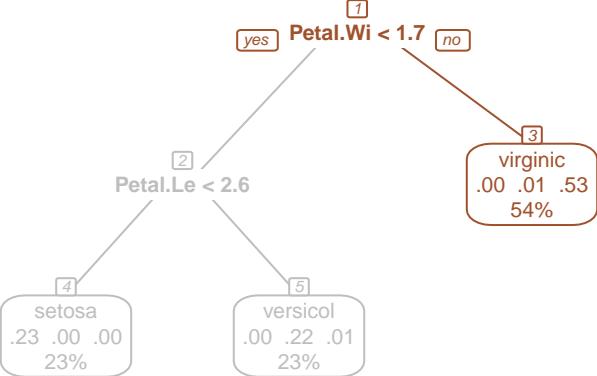 1
yes Petal.Wi < 1.7 no
3
virginic
.00 .01 .53
54%
2
Petal.Le < 2.6
4
setosa
.23 .00 .00
23%
5
versicol
.00 .22 .01
23%